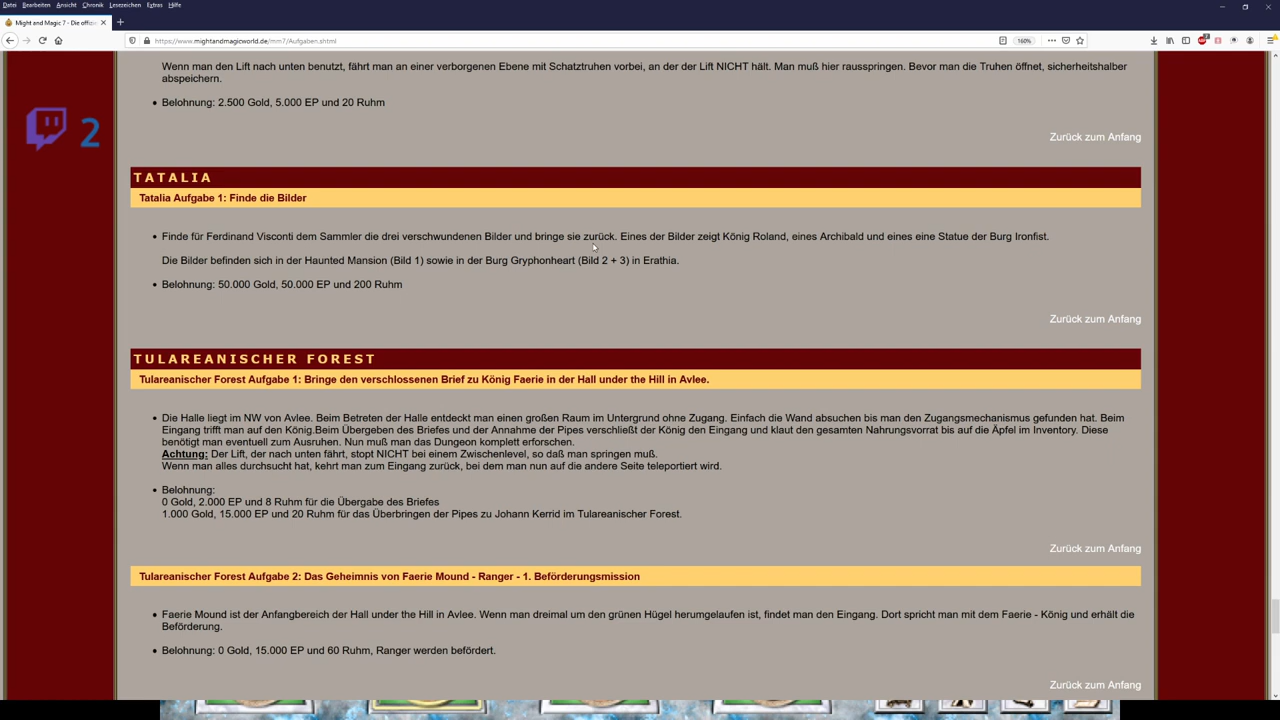 Datei Bearbeiten Ansicht Chronik Lesezeichen Extras Hilfe
Might and Magic 7 - Die offizi
https://www.mightandmagicworld.de/mm7/Aufgaben.shtml
160%
Wenn man den Lift nach unten benutzt, fährt man an einer verborgenen Ebene mit Schatztruhen vorbei, an der der Lift NICHT hält. Man muß hier rausspringen. Bevor man die Truhen öffnet, sicherheitshalber
abspeichern.
Belohnung: 2.500 Gold, 5.000 EP und 20 Ruhm
2
Zurück zum Anfang
TATALIA
Tatalia Aufgabe 1: Finde die Bilder
Finde für Ferdinand Visconti dem Sammler die drei verschwundenen Bilder und bringe sie zurück. Eines der Bilder zeigt König Roland, eines Archibald und eines eine Statue der Burg Ironfist.
Die Bilder befinden sich in der Haunted Mansion (Bild 1) sowie in der Burg Gryphonheart (Bild 2 + 3) in Erathia.
Belohnung: 50.000 Gold, 50.000 EP und 200 Ruhm
Zurück zum Anfang
TULAREANISCHER FOREST
Tulareanischer Forest Aufgabe 1: Bringe den verschlossenen Brief zu König Faerie in der Hall under the Hill in Avlee.
Die Halle liegt im NW von Avlee. Beim Betreten der Halle entdeckt man einen großen Raum im Untergrund ohne Zugang. Einfach die Wand absuchen bis man den Zugangsmechanismus gefunden hat. Beim
Eingang trifft man auf den König.Beim Übergeben des Briefes und der Annahme der Pipes verschließt der König den Eingang und klaut den gesamten Nahrungsvorrat bis auf die Äpfel im Inventory. Diese
benötigt man eventuell zum Ausruhen. Nun muß man das Dungeon komplett erforschen.
Achtung: Der Lift, der nach unten fährt, stopt NICHT bei einem Zwischenlevel, so daß man springen muß.
Wenn man alles durchsucht hat, kehrt man zum Eingang zurück, bei dem man nun auf die andere Seite teleportiert wird.
Belohnung:
0 Gold, 2.000 EP und 8 Ruhm für die Übergabe des Briefes
1.000 Gold, 15.000 EP und 20 Ruhm für das Überbringen der Pipes zu Johann Kerrid im Tulareanischer Forest.
Zurück zum Anfang
Tulareanischer Forest Aufgabe 2: Das Geheimnis von Faerie Mound - Ranger - 1. Beförderungsmission
Faerie Mound ist der Anfangbereich der Hall under the Hill in Avlee. Wenn man dreimal um den grünen Hügel herumgelaufen ist, findet man den Eingang. Dort spricht man mit dem Faerie - König und erhält die
Beförderung.
Belohnung: 0 Gold, 15.000 EP und 60 Ruhm, Ranger werden befördert.
Zurück zum Anfang